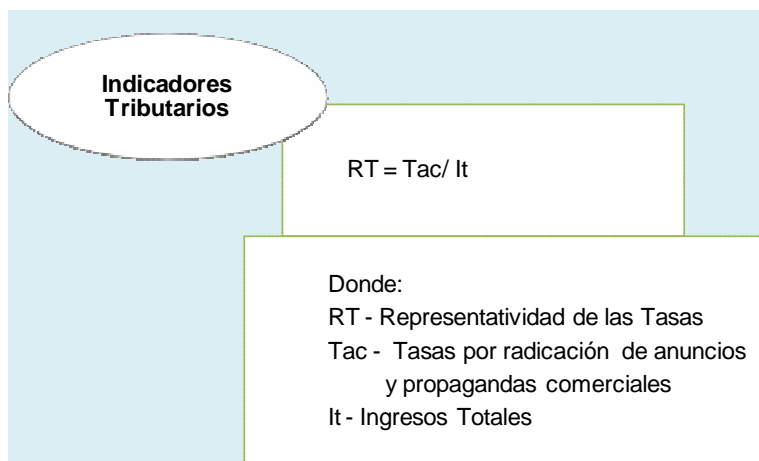 Indicadores
Tributarios
RT = Tac/ It
Donde:
RT - Representatividad de las Tasas
Tac - Tasas por radicación de anuncios
y propagandas comerciales
It - Ingresos Totales